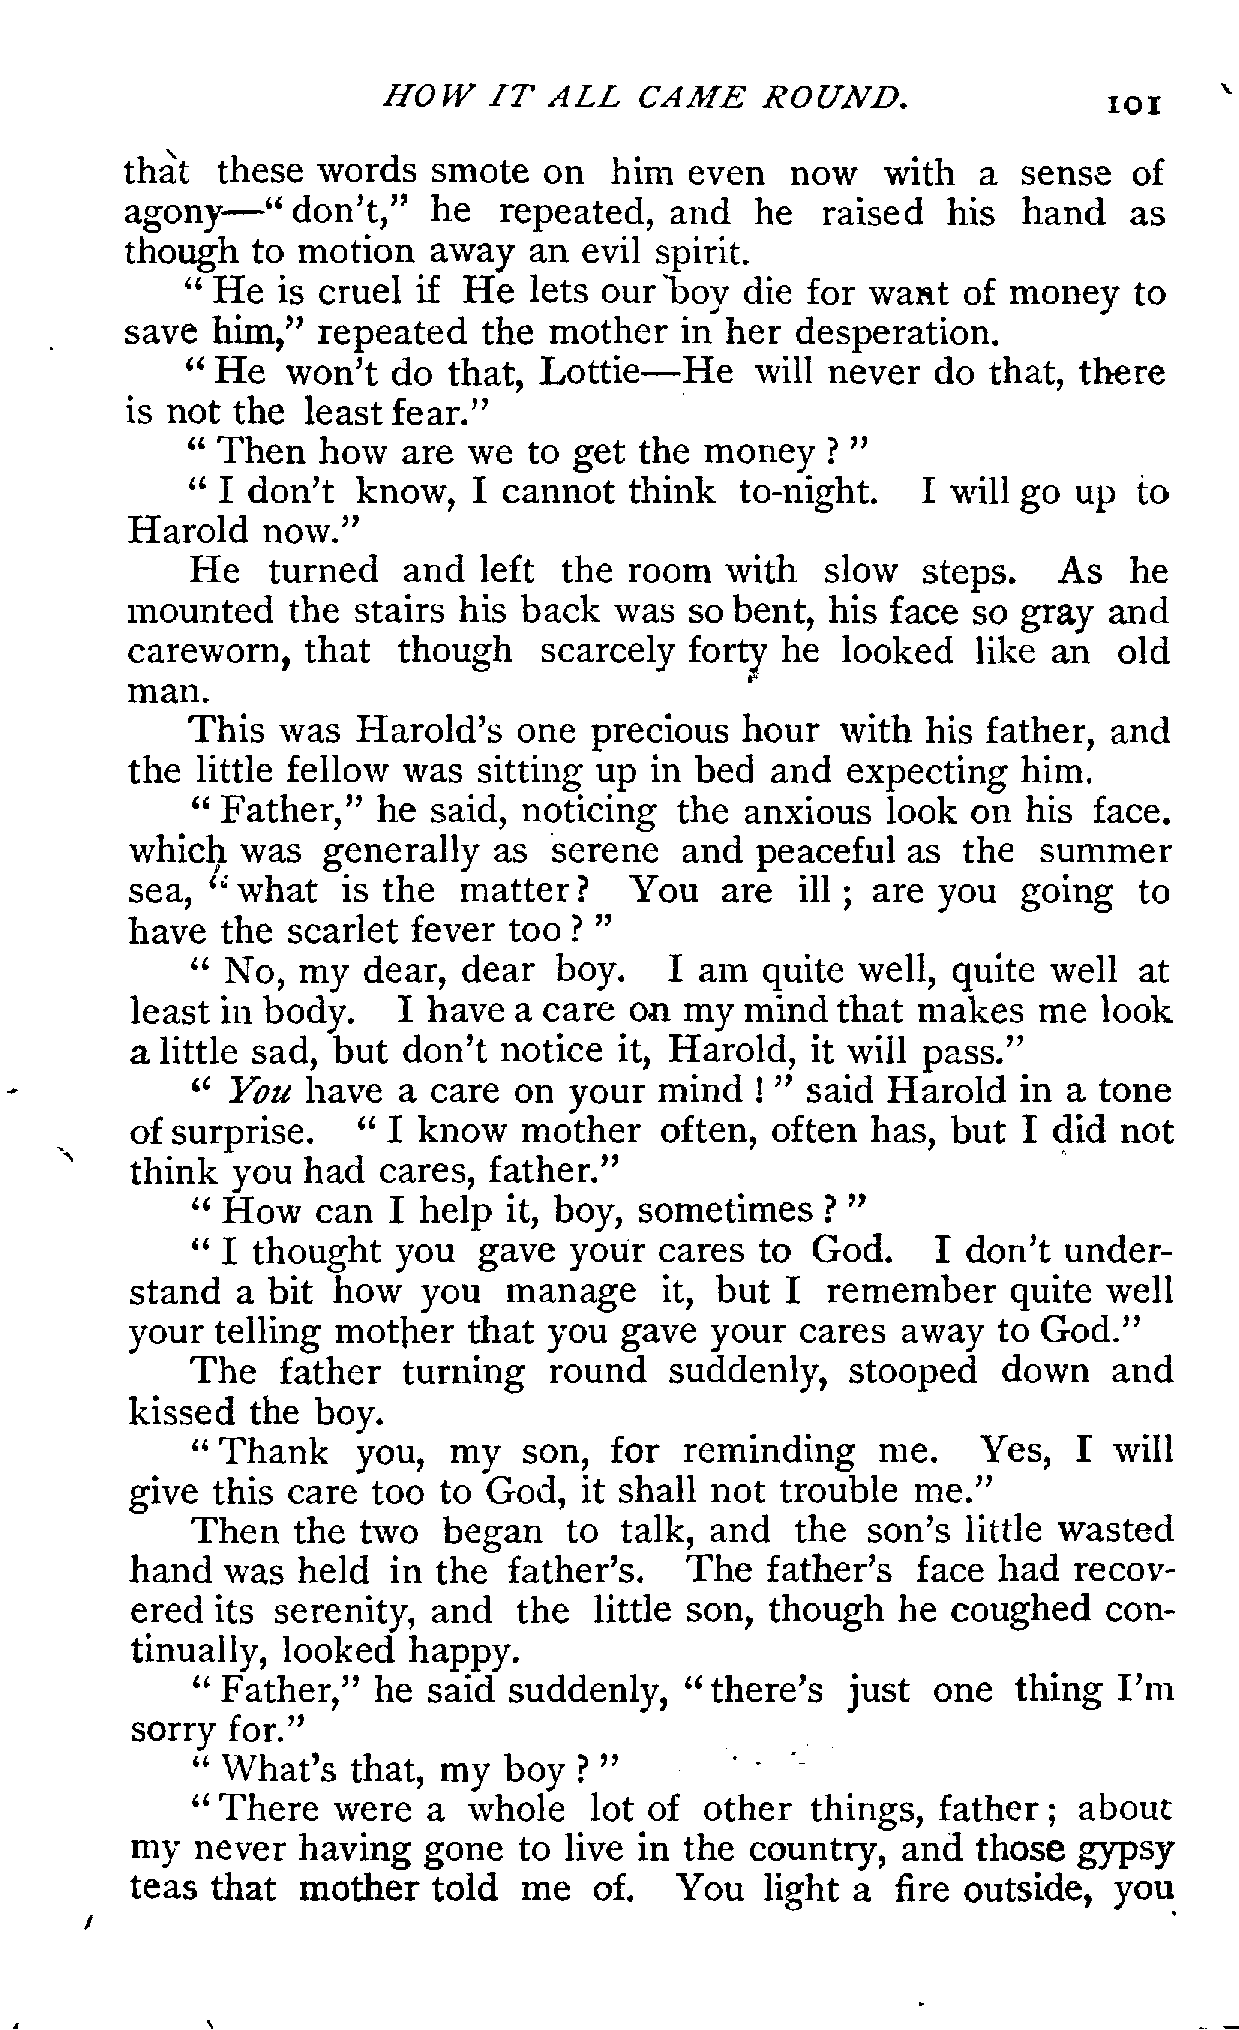 HOW IT ALL CAME ROUND. 101
that these words smote on him even now with a sense of
agony—“ don't,” he repeated, and he raised his hand as
though to motion away an evil spirit.
“ He is cruel if He lets our boy die for want of money to
save him,” repeated the mother in her desperation.
“ He won't do that, Lottie—He will never do that, there
is not the least fear.”
“ Then how are we to get the money ? ”
“ I don't know, I cannot think to-night. I will go up to
Harold now.”
He turned and left the room with slow steps. As he
mounted the stairs his back was so bent, his face so gray and
careworn, that though scarcely forty he looked like an old
man.
This was Harold's one precious hour with his father, and
the little fellow was sitting up in bed and expecting him.
“ Father,” he said, noticing the anxious look on his face.
which was generally as serene and peaceful as the summer
sea, “ what is the matter? You are ill ; are you going to
have the scarlet fever too ? ”
“ No, my dear, dear boy. I am quite well, quite well at
least in body. I have a care on my mind that makes me look
a little sad, but don't notice it, Harold, it will pass.”
“ You have a care on your mind ! ” said Harold in a tone
of surprise. “ I know mother often, often has, but I did not
think you had cares, father.”
“ How can I help it, boy, sometimes ? ”
“ I thought you gave your cares to God. I don't under-
stand a bit how you manage it, but I remember quite well
your telling mother that you gave your cares away to God.”
The father turning round suddenly, stooped down and
kissed the boy.
“ Thank you, my son, for reminding me. Yes, I will
give this care too to God, it shall not trouble me.”
Then the two began to talk, and the son's little wasted
hand was held in the father's. The father's face had recov-
ered its serenity, and the little son, though he coughed con-
tinually, looked happy.
“ Father,” he said suddenly, “ there's just one thing I'm
sorry for.”
“ What's that, my boy ? ”
“ There were a whole lot of other things, father ; about
my never having gone to live in the country, and those gypsy
teas that mother told me of. You light a fire outside, you